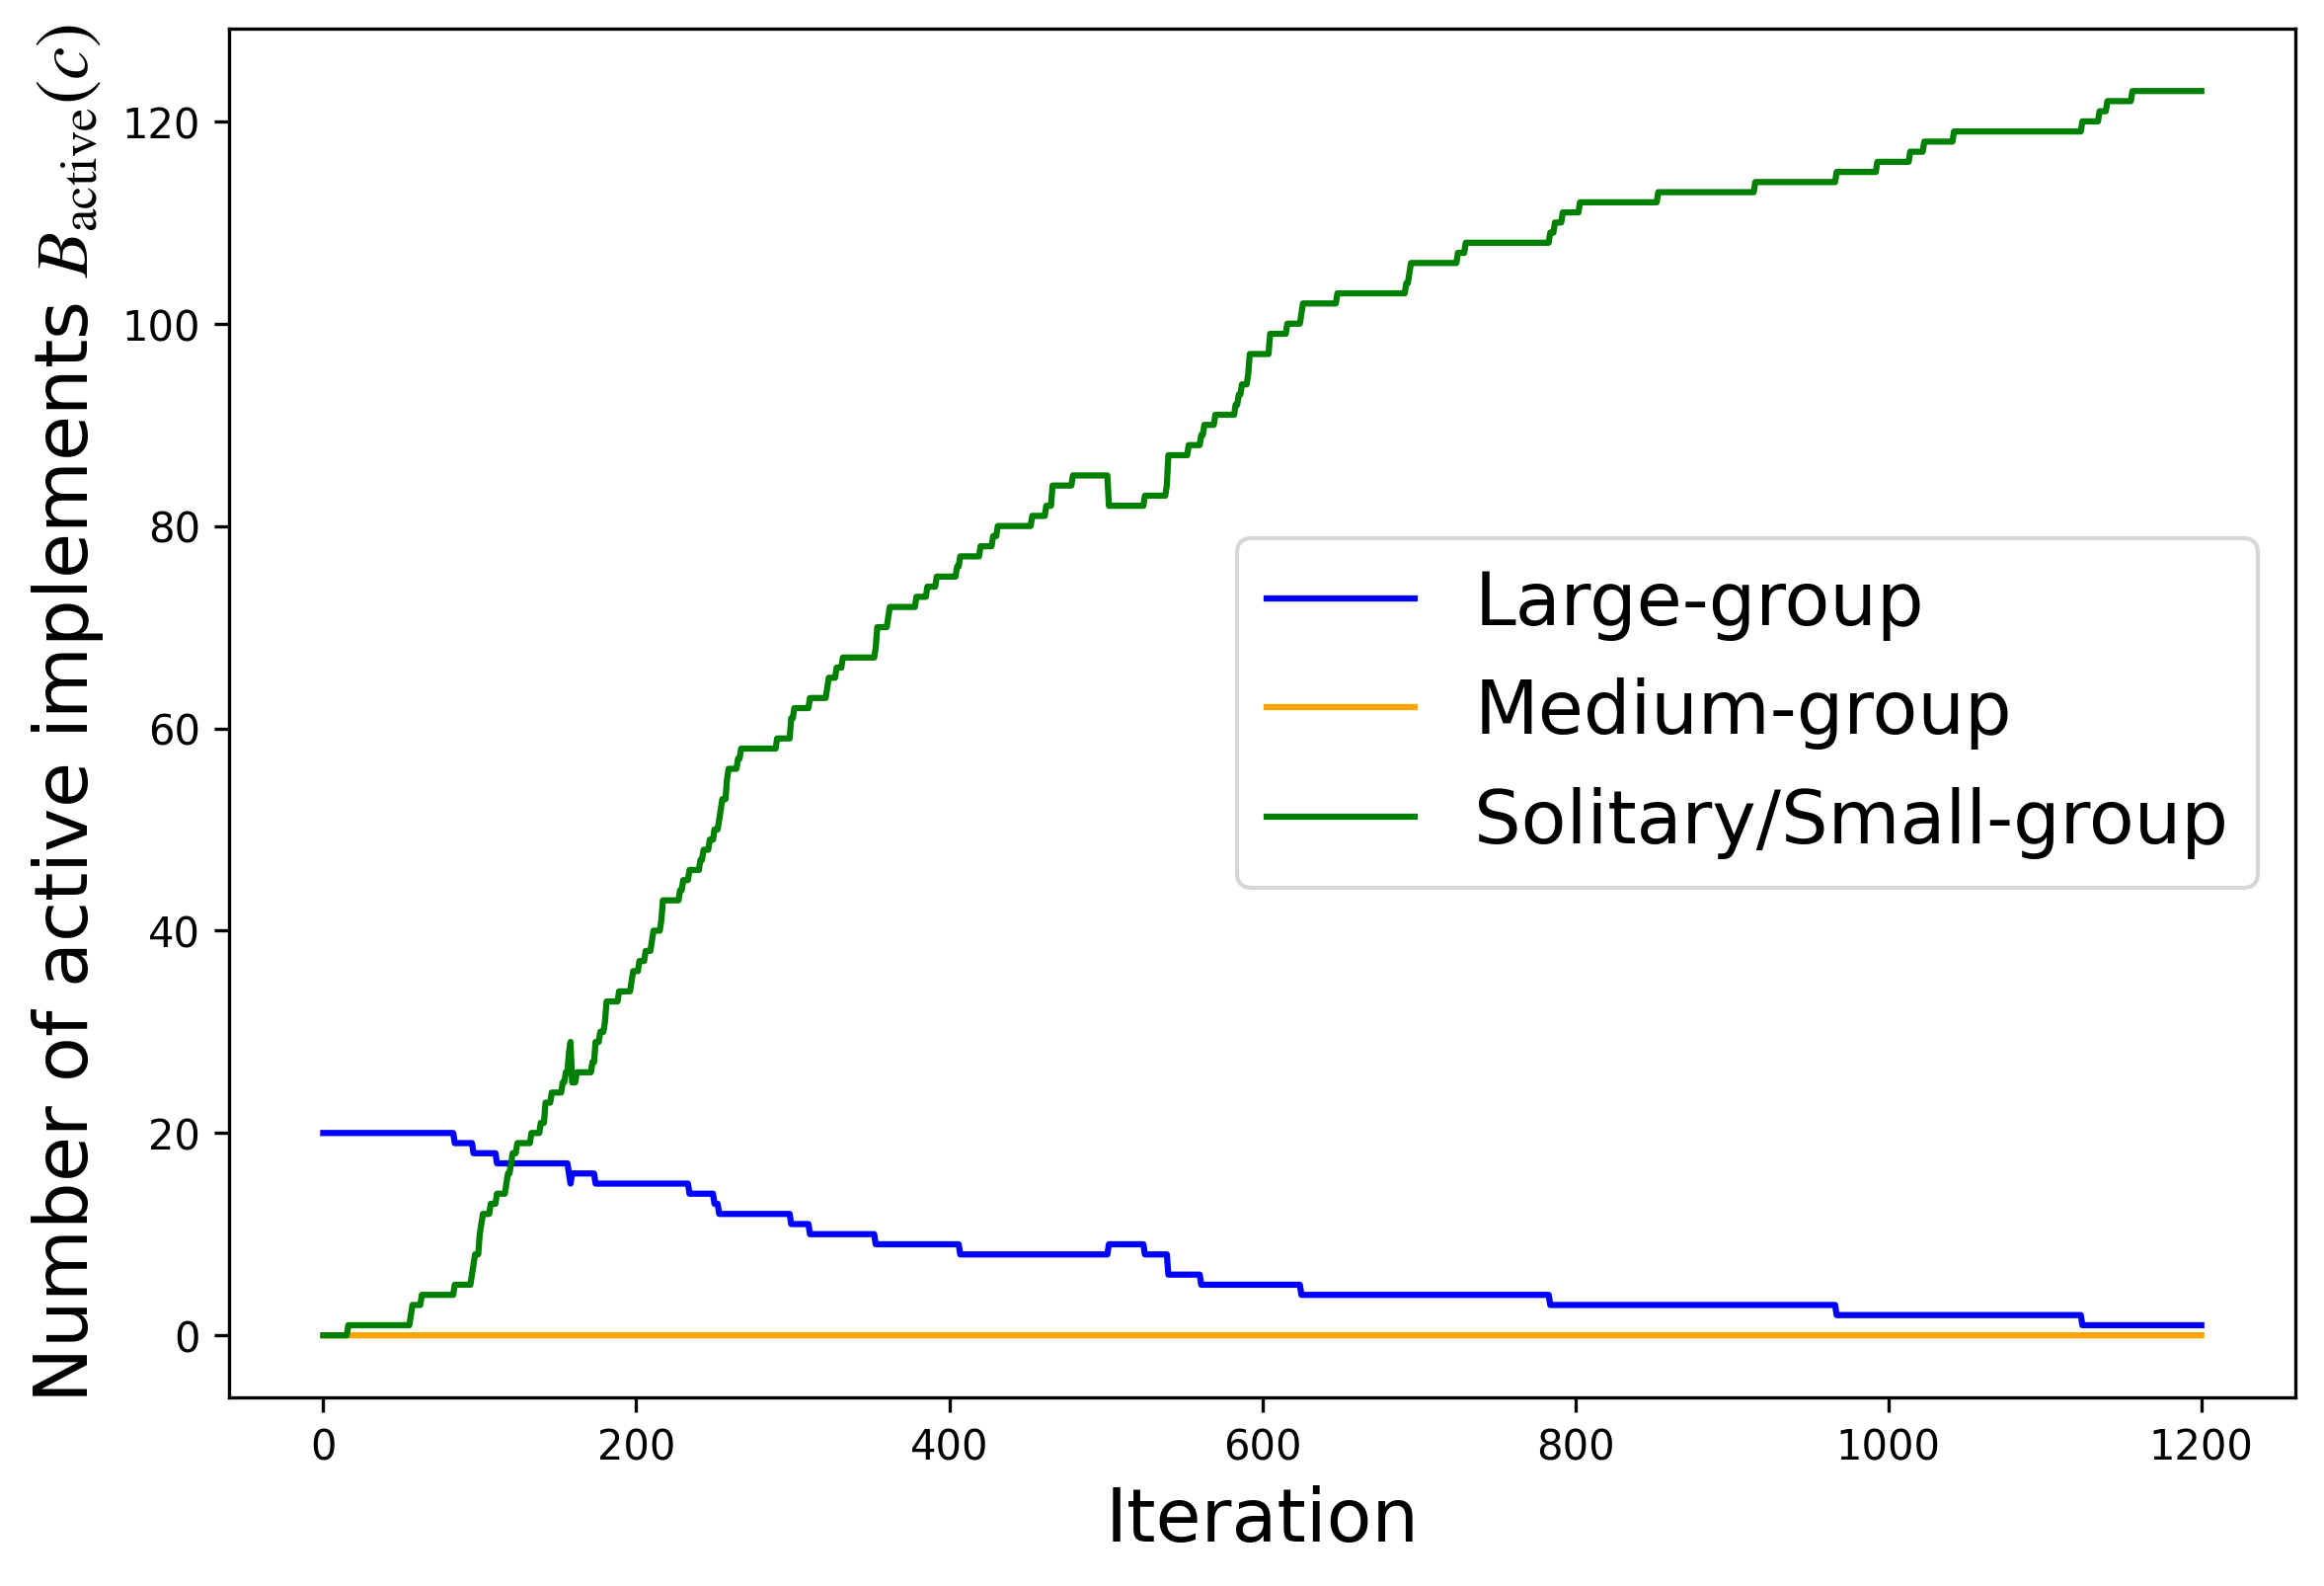 Number of active implements B_active(c)
120
100
80
60
40
20
0
Large-group
Medium-group
Solitary/Small-group
0 200 400 600 800 1000 1200
Iteration